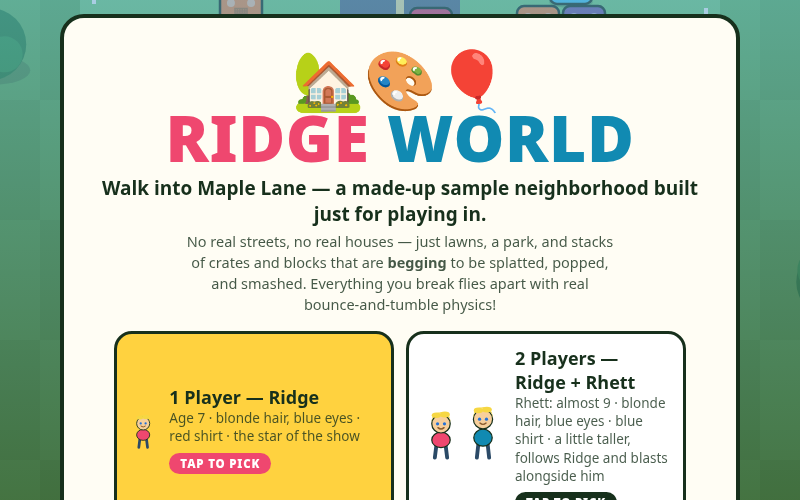 RIDGE WORLD
Walk into Maple Lane — a made-up sample neighborhood built
just for playing in.
No real streets, no real houses — just lawns, a park, and stacks
of crates and blocks that are begging to be splatted, popped,
and smashed. Everything you break flies apart with real
bounce-and-tumble physics!
1 Player — Ridge
Age 7 · blonde hair, blue eyes ·
red shirt · the star of the show
TAP TO PICK
2 Players —
Ridge + Rhett
Rhett: almost 9 · blonde
hair, blue eyes · blue
shirt · a little taller,
follows Ridge and blasts
alongside him
TAP TO PICK